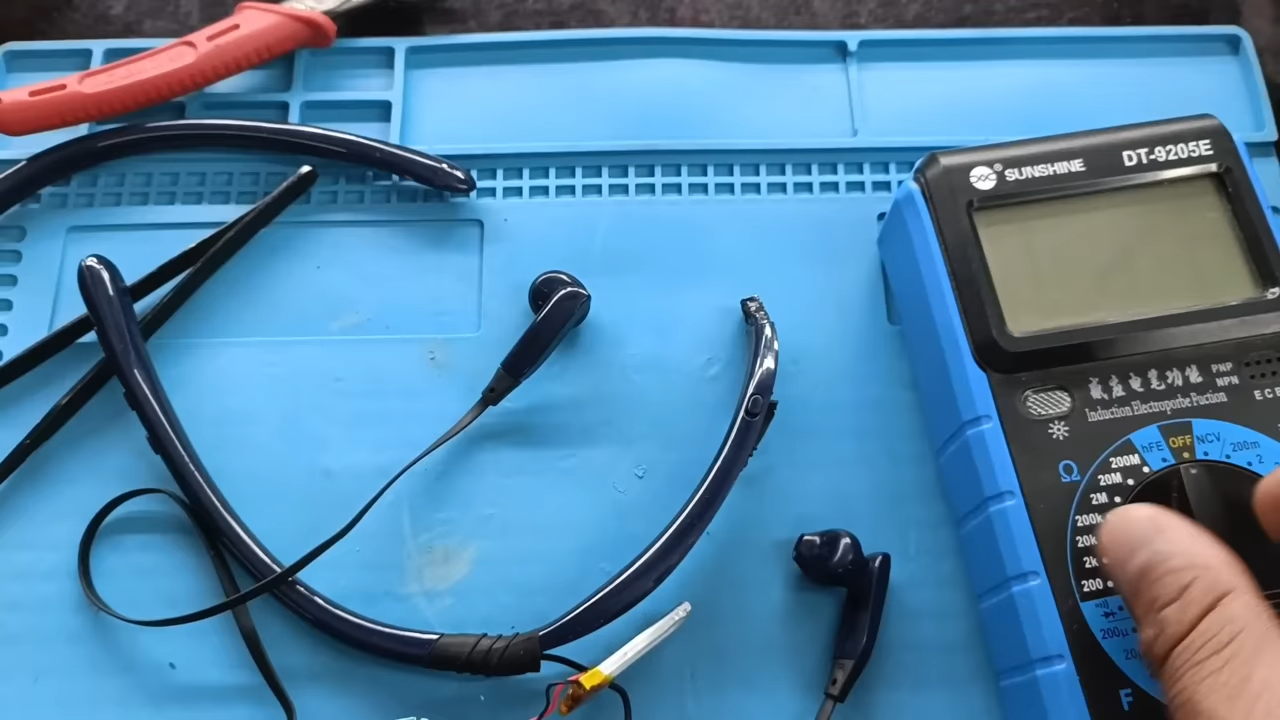 SUNSHINE
DT-9205E
感应电笔功能
Induction Electroporbe Fuction
PNP
NPN
E C E
hFE
OFF
NCV
200m
2
Ω
200M
20M
2M
200k
20k
2k
200
200μ
F